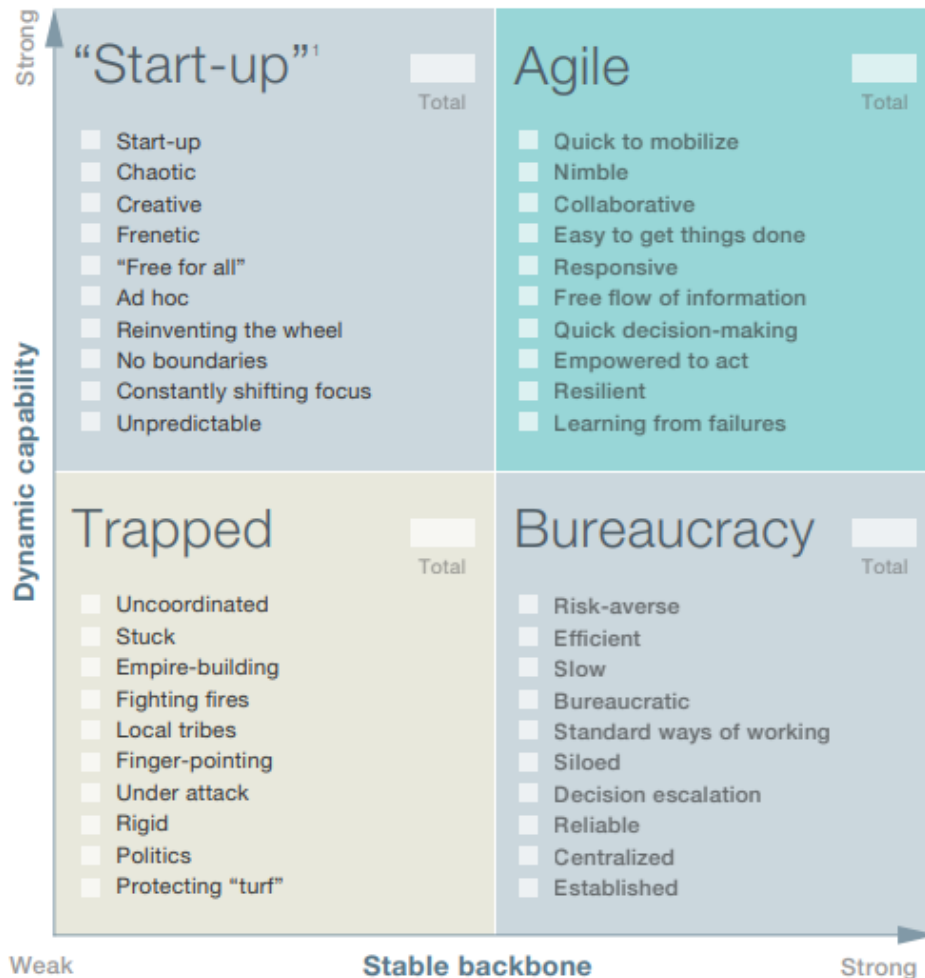 Strong
“Start-up”1
Total
Start-up
Chaotic
Creative
Frenetic
“Free for all”
Ad hoc
Reinventing the wheel
No boundaries
Constantly shifting focus
Unpredictable
Agile
Total
Quick to mobilize
Nimble
Collaborative
Easy to get things done
Responsive
Free flow of information
Quick decision-making
Empowered to act
Resilient
Learning from failures
Dynamic capability
Trapped
Total
Uncoordinated
Stuck
Empire-building
Fighting fires
Local tribes
Finger-pointing
Under attack
Rigid
Politics
Protecting “turf”
Bureaucracy
Total
Risk-averse
Efficient
Slow
Bureaucratic
Standard ways of working
Siloed
Decision escalation
Reliable
Centralized
Established
Weak
Stable backbone
Strong